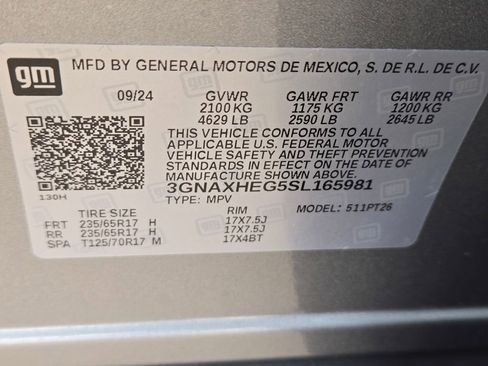 gm
MFD BY GENERAL MOTORS DE MEXICO, S. DE R.L. DE C.V.
09/24 GVWR GAWR FRT GAWR RR
2100 KG 1175 KG 1200 KG
4629 LB 2590 LB 2645 LB
THIS VEHICLE CONFORMS TO ALL
APPLICABLE U.S. FEDERAL MOTOR
VEHICLE SAFETY AND THEFT PREVENTION
STANDARDS IN EFFECT ON THE DATE OF
MANUFACTURE SHOWN ABOVE.
3GNAXHEG5SL165981
130H TYPE: MPV
TIRE SIZE RIM MODEL: 511PT26
FRT 235/65R17 H 17X7.5J
RR 235/65R17 H 17X7.5J
SPA T125/70R17 M 17X4BT